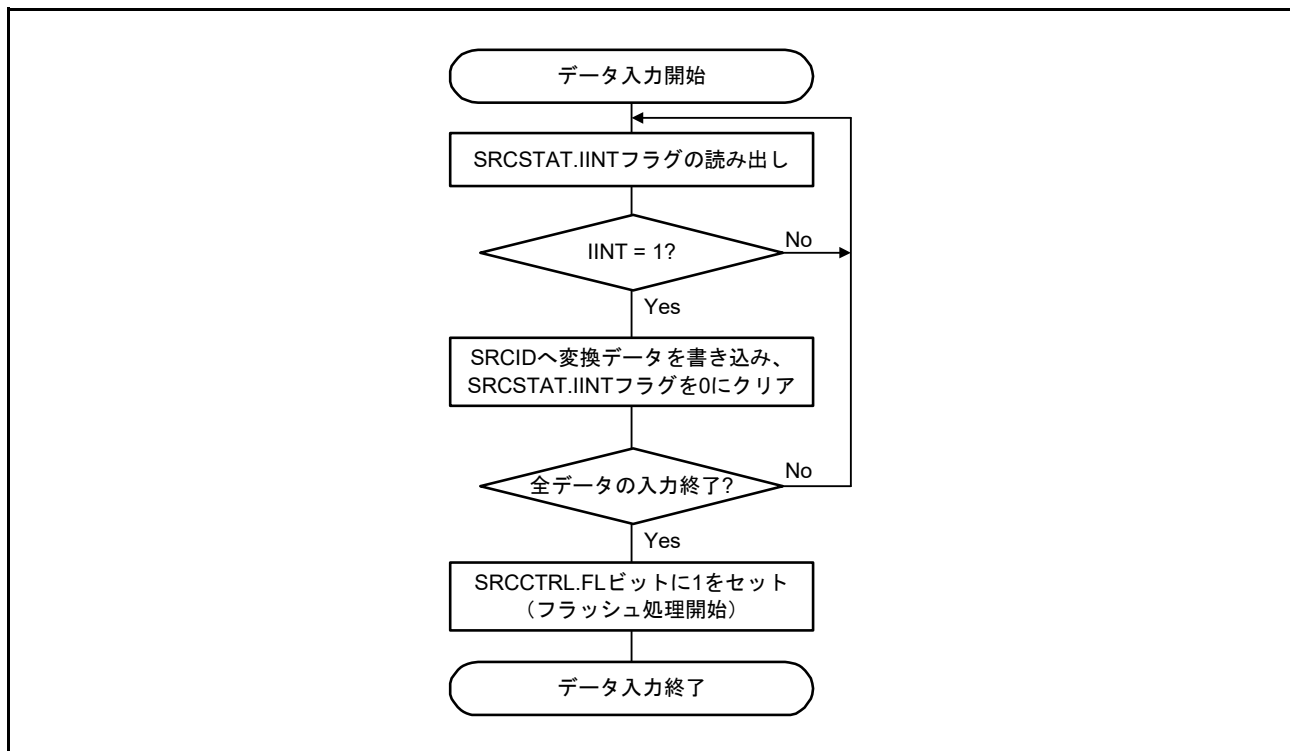 データ入力開始
SRCSTAT.IINTフラグの読み出し
IINT = 1?
No
Yes
SRCIDへ変換データを書き込み、
SRCSTAT.IINTフラグを0にクリア
全データの入力終了?
No
Yes
SRCCTRL.FLビットに1をセット
（フラッシュ処理開始）
データ入力終了